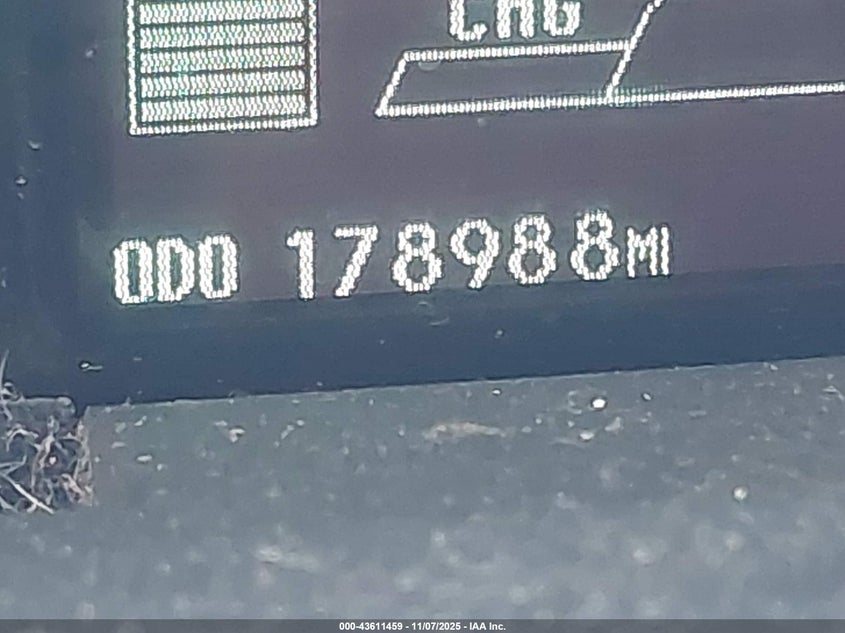 CHG
ODO 178988MI
000-43611459 - 11/07/2025 - IAA Inc.